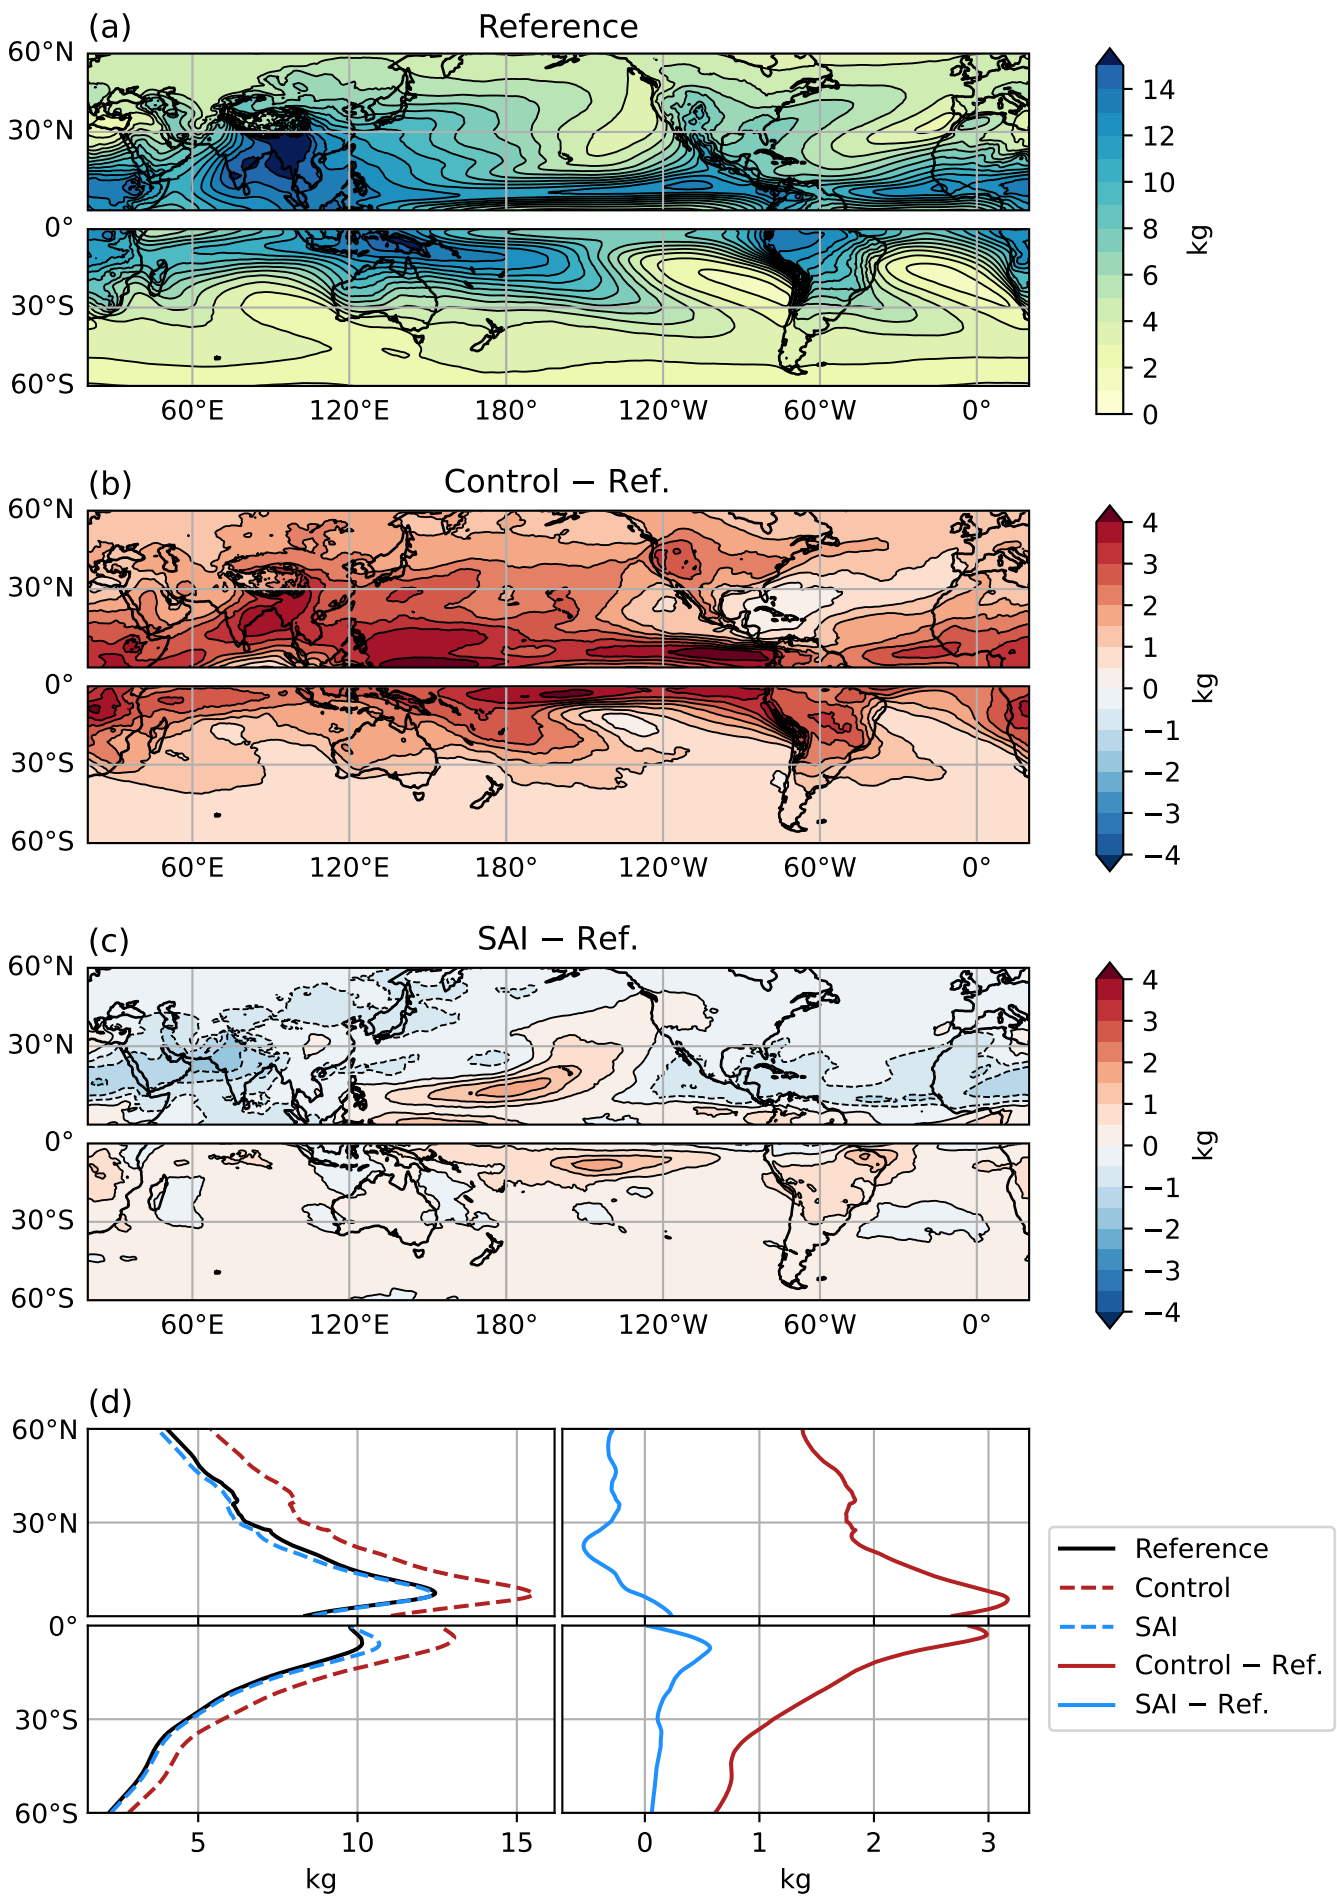 (a)
Reference
60°N
30°N
0°
30°S
60°S
60°E 120°E 180° 120°W 60°W 0°
14
12
10
8
6
4
2
0
kg
(b)
Control − Ref.
60°N
30°N
0°
30°S
60°S
60°E 120°E 180° 120°W 60°W 0°
4
3
2
1
0
−1
−2
−3
−4
kg
(c)
SAI − Ref.
60°N
30°N
0°
30°S
60°S
60°E 120°E 180° 120°W 60°W 0°
4
3
2
1
0
−1
−2
−3
−4
kg
(d)
60°N
30°N
0°
30°S
60°S
5 10 15
kg
0 1 2 3
kg
Reference
Control
SAI
Control − Ref.
SAI − Ref.